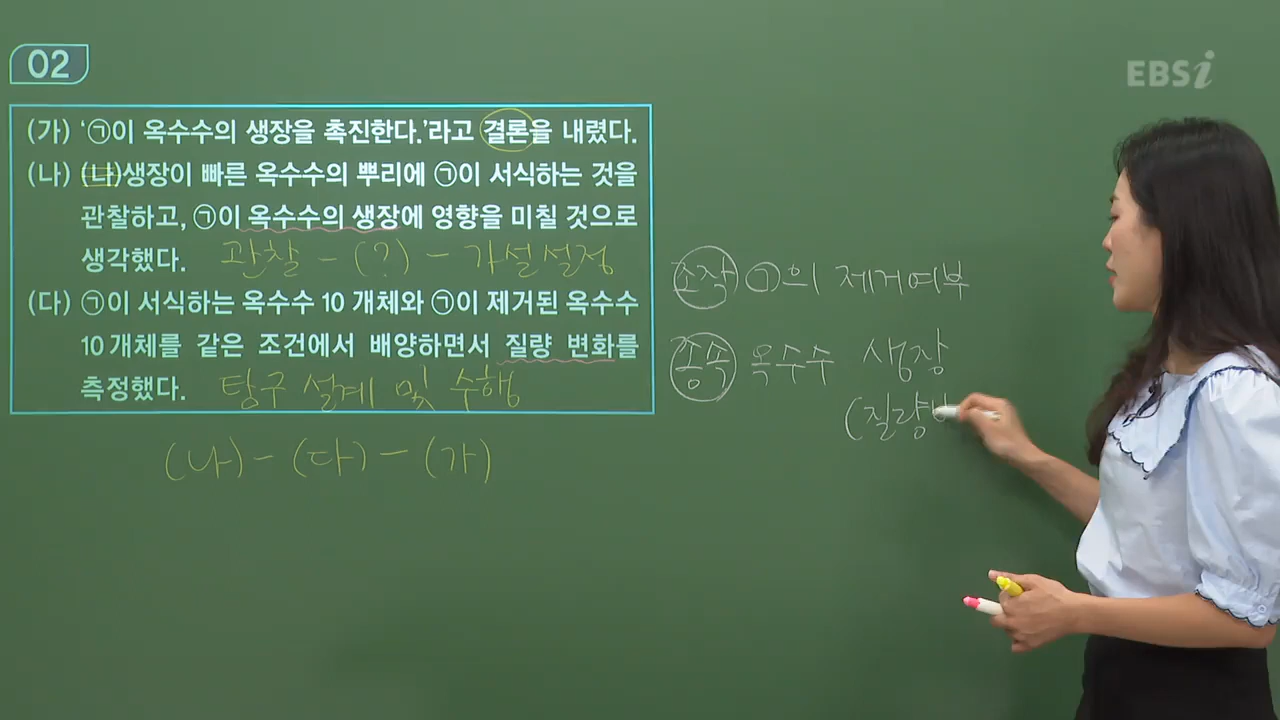 02
EBSi
(가) '㉠이 옥수수의 생장을 촉진한다.'라고 결론을 내렸다.
(나) (나)생장이 빠른 옥수수의 뿌리에 ㉠이 서식하는 것을
관찰하고, ㉠이 옥수수의 생장에 영향을 미칠 것으로
생각했다. 관찰 - (?) - 가설설정
(다) ㉠이 서식하는 옥수수 10 개체와 ㉠이 제거된 옥수수
10개체를 같은 조건에서 배양하면서 질량 변화를
측정했다. 탐구 설계 및 수행
(나) - (다) - (가)
조작 ㉠의 제거여부
종속 옥수수 생장
(질량